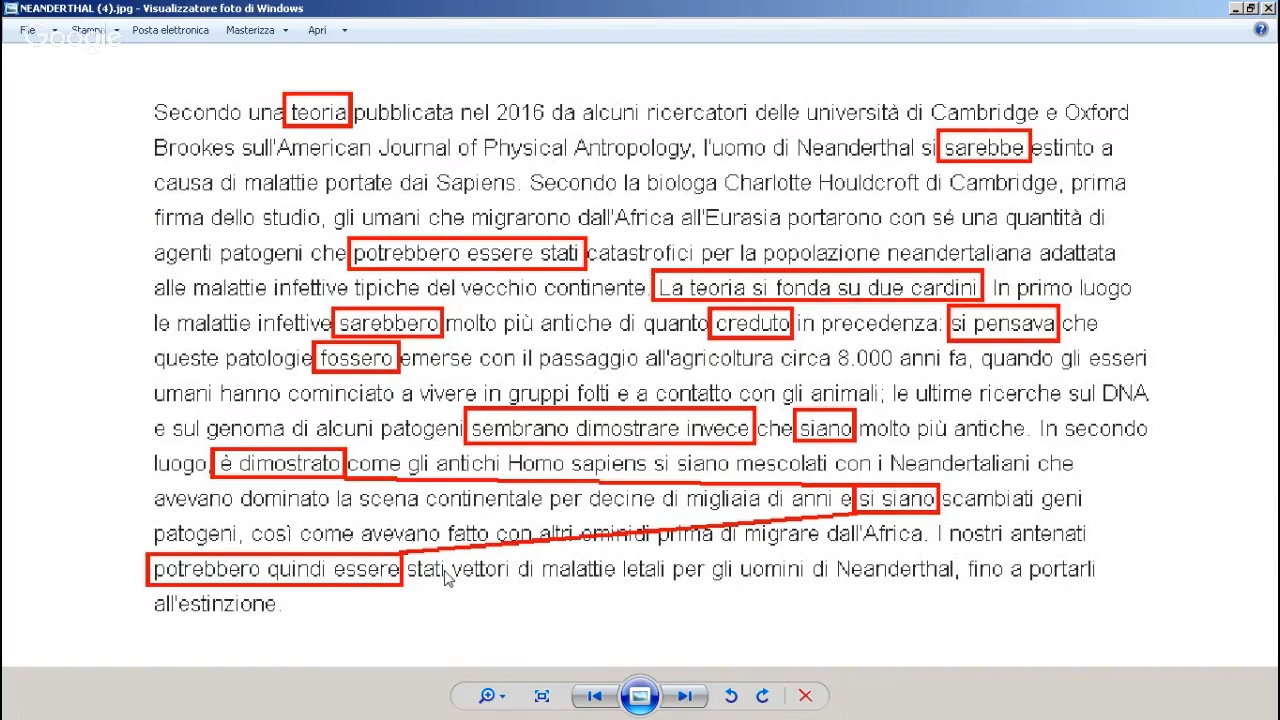 NEANDERTHAL (4).jpg - Visualizzatore foto di Windows
File Stampa Posta elettronica Masterizza Apri
Google
Secondo una teoria pubblicata nel 2016 da alcuni ricercatori delle università di Cambridge e Oxford
Brookes sull'American Journal of Physical Antropology, l'uomo di Neanderthal si sarebbe estinto a
causa di malattie portate dai Sapiens. Secondo la biologa Charlotte Houldcroft di Cambridge, prima
firma dello studio, gli umani che migrarono dall'Africa all'Eurasia portarono con sé una quantità di
agenti patogeni che potrebbero essere stati catastrofici per la popolazione neandertaliana adattata
alle malattie infettive tipiche del vecchio continente. La teoria si fonda su due cardini. In primo luogo
le malattie infettive sarebbero molto più antiche di quanto creduto in precedenza: si pensava che
queste patologie fossero emerse con il passaggio all'agricoltura circa 8.000 anni fa, quando gli esseri
umani hanno cominciato a vivere in gruppi folti e a contatto con gli animali; le ultime ricerche sul DNA
e sul genoma di alcuni patogeni sembrano dimostrare invece che siano molto più antiche. In secondo
luogo, è dimostrato come gli antichi Homo sapiens si siano mescolati con i Neandertaliani che
avevano dominato la scena continentale per decine di migliaia di anni e si siano scambiati geni
patogeni, così come avevano fatto con altri ominidi prima di migrare dall'Africa. I nostri antenati
potrebbero quindi essere stati vettori di malattie letali per gli uomini di Neanderthal, fino a portarli
all'estinzione.